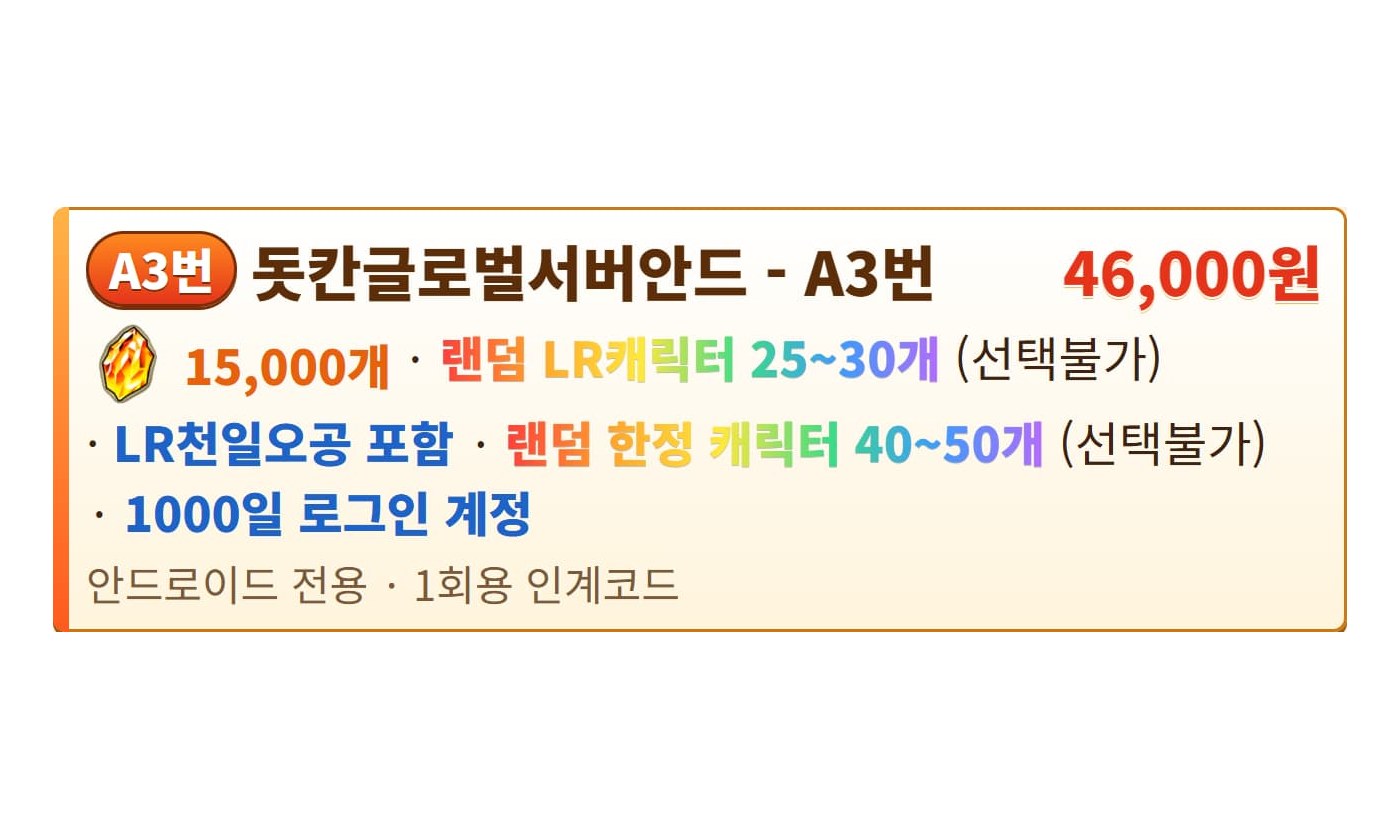 A3번 돗칸글로벌서버안드 - A3번 46,000원
15,000개 · 랜덤 LR캐릭터 25~30개 (선택불가)
· LR천일오공 포함 · 랜덤 한정 캐릭터 40~50개 (선택불가)
· 1000일 로그인 계정
안드로이드 전용 · 1회용 인계코드